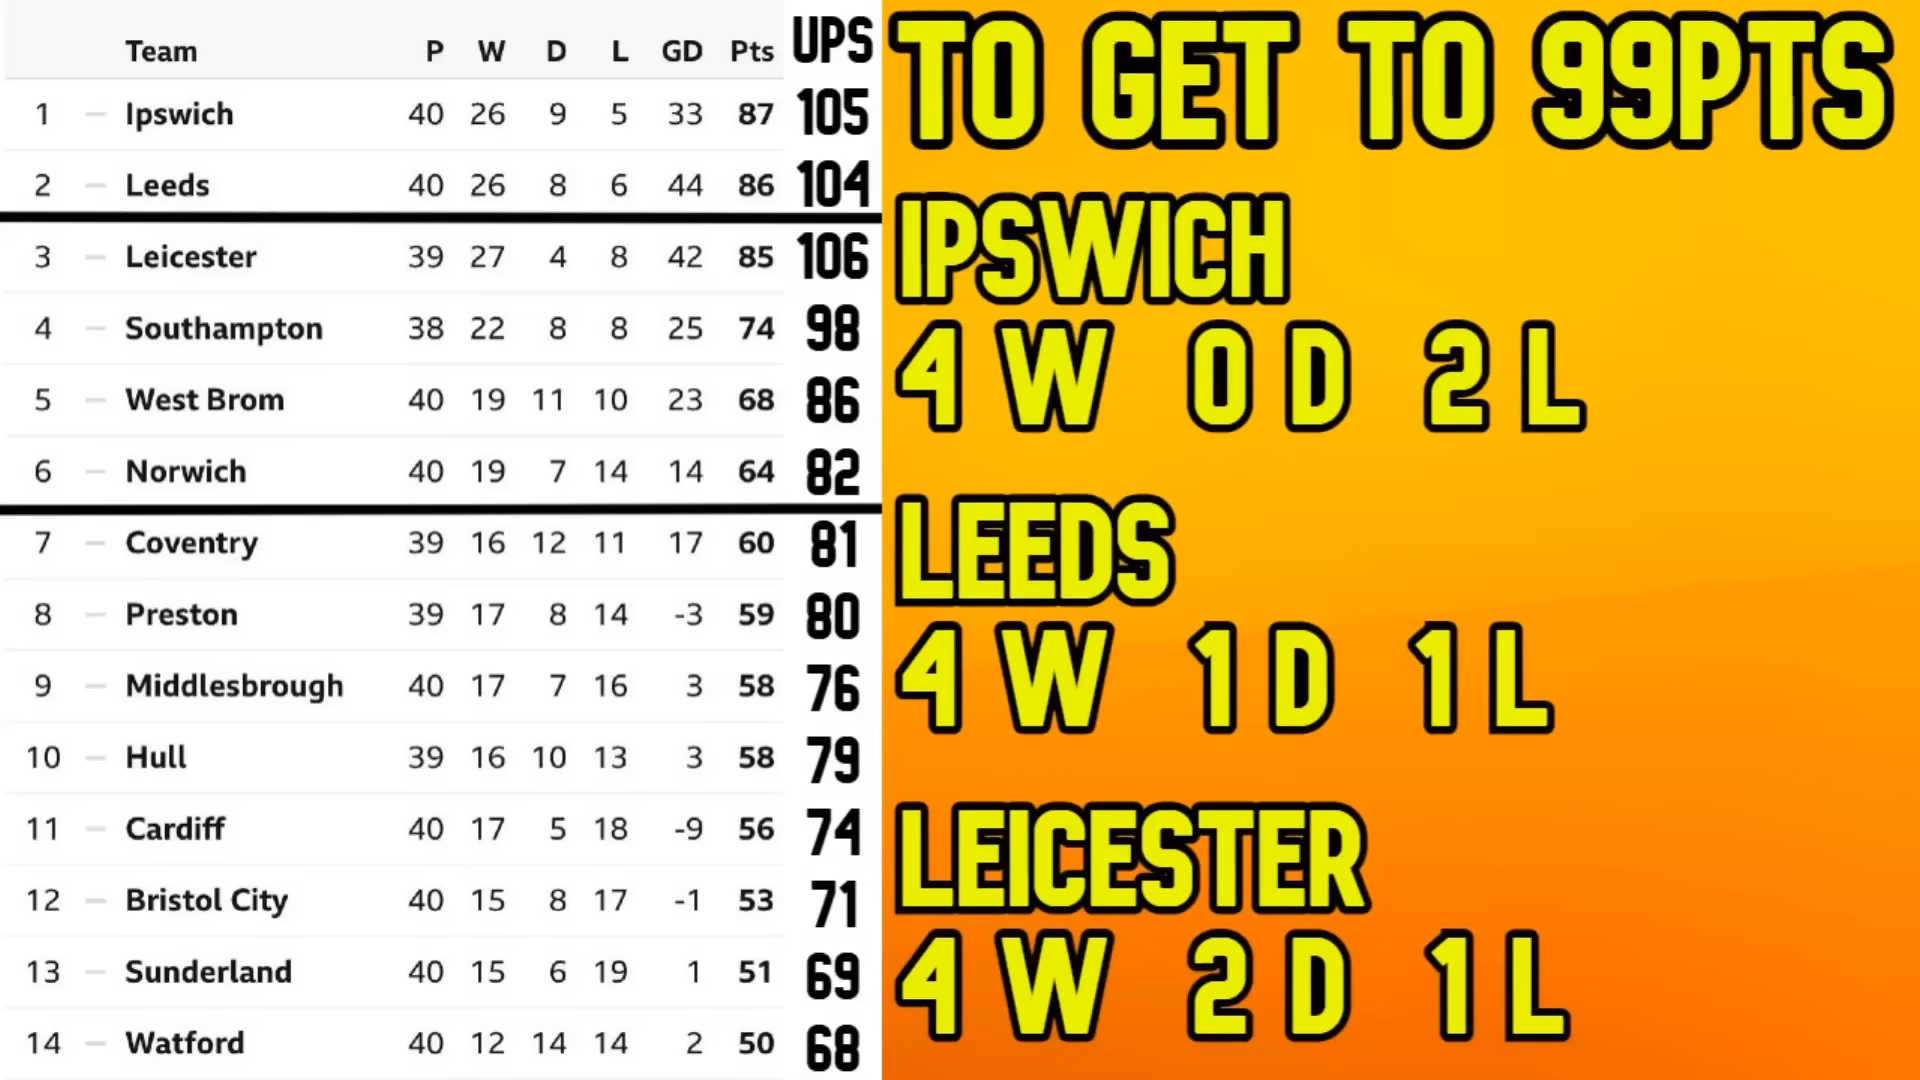 Team P W D L GD Pts UPS
1 – Ipswich 40 26 9 5 33 87 105
2 – Leeds 40 26 8 6 44 86 104
3 – Leicester 39 27 4 8 42 85 106
4 – Southampton 38 22 8 8 25 74 98
5 – West Brom 40 19 11 10 23 68 86
6 – Norwich 40 19 7 14 14 64 82
7 – Coventry 39 16 12 11 17 60 81
8 – Preston 39 17 8 14 -3 59 80
9 – Middlesbrough 40 17 7 16 3 58 76
10 – Hull 39 16 10 13 3 58 79
11 – Cardiff 40 17 5 18 -9 56 74
12 – Bristol City 40 15 8 17 -1 53 71
13 – Sunderland 40 15 6 19 1 51 69
14 – Watford 40 12 14 14 2 50 68
TO GET TO 99PTS
IPSWICH
4 W 0 D 2 L
LEEDS
4 W 1 D 1 L
LEICESTER
4 W 2 D 1 L